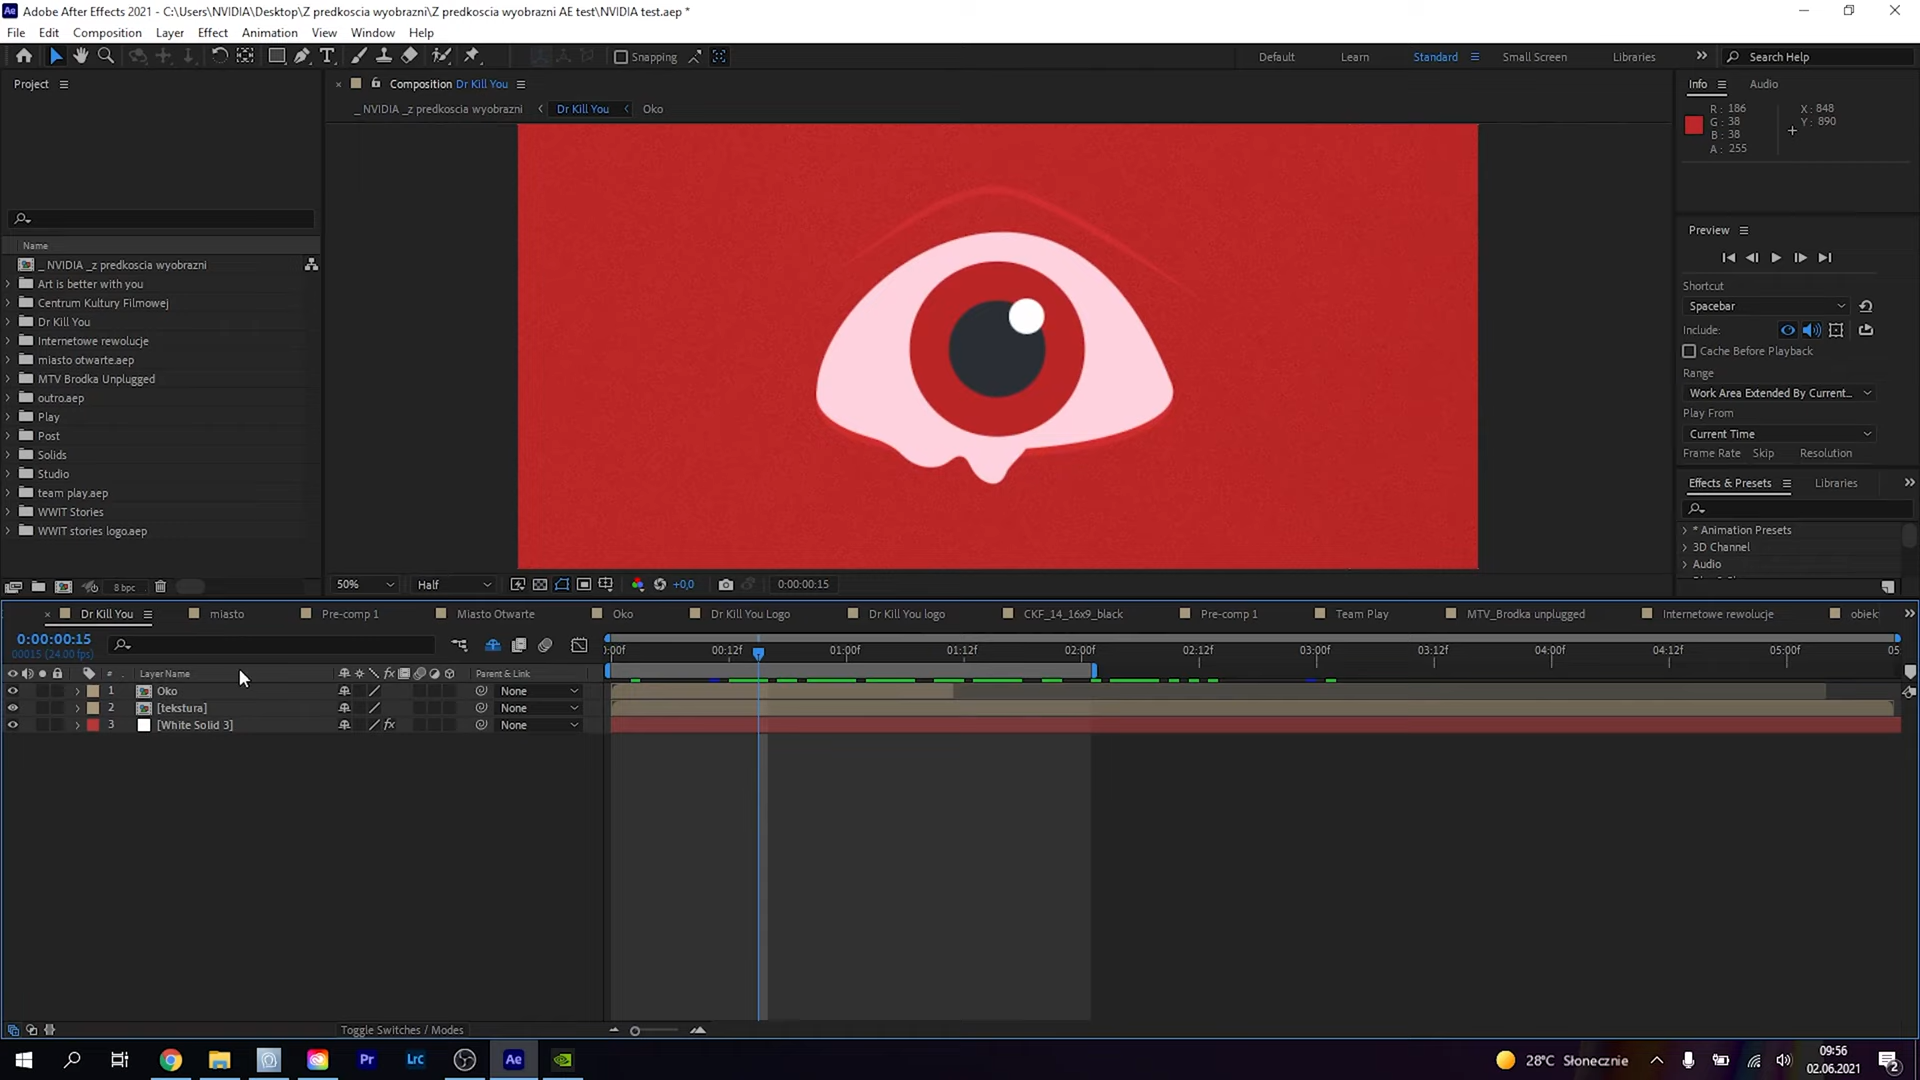 Adobe After Effects 2021 - C:\Users\NVIDIA\Desktop\Z predkoscia wyobrazni\Z predkoscia wyobrazni AE test\NVIDIA test.aep *
File Edit Composition Layer Effect Animation View Window Help
Snapping Default Learn Standard Small Screen Libraries Search Help
Project Composition Dr Kill You Info Audio
_ NVIDIA _z predkoscia wyobrazni Dr Kill You Oko
R: 186 X: 848
G: 38 Y: 890
B: 38
A: 255
Preview
Shortcut
Spacebar
Include:
Cache Before Playback
Range
Work Area Extended By Current...
Play From
Current Time
Frame Rate Skip Resolution
Effects & Presets Libraries
* Animation Presets
3D Channel
Audio
Name
_ NVIDIA _z predkoscia wyobrazni
Art is better with you
Centrum Kultury Filmowej
Dr Kill You
Internetowe rewolucje
miasto otwarte.aep
MTV Brodka Unplugged
outro.aep
Play
Post
Solids
Studio
team play.aep
WWIT Stories
WWIT stories logo.aep
8 bpc 50% Half +0,0 0:00:00:15
Dr Kill You miasto Pre-comp 1 Miasto Otwarte Oko Dr Kill You Logo Dr Kill You logo CKF_14_16x9_black Pre-comp 1 Team Play MTV_Brodka unplugged Internetowe rewolucje obiek
0:00:00:15
00015 (24.00 fps)
:00f 00:12f 01:00f 01:12f 02:00f 02:12f 03:00f 03:12f 04:00f 04:12f 05:00f 05
# Layer Name Parent & Link
1 Oko None
2 [tekstura] None
3 [White Solid 3] fx None
Toggle Switches / Modes
Pr Lrc Ae 28°C Słonecznie 09:56
02.06.2021 2